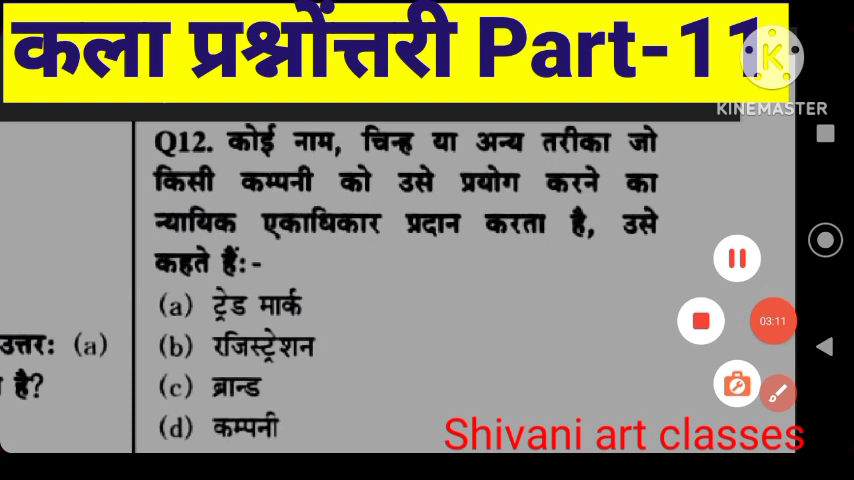 कला प्रश्नोंत्तरी Part-11
K
KINEMASTER
Q12. कोई नाम, चिन्ह या अन्य तरीका जो
किसी कम्पनी को उसे प्रयोग करने का
न्यायिक एकाधिकार प्रदान करता है, उसे
कहते हैं:-
(a) ट्रेड मार्क
उत्तर: (a)
(b) रजिस्ट्रेशन
है?
(c) ब्रान्ड
(d) कम्पनी
03:11
Shivani art classes